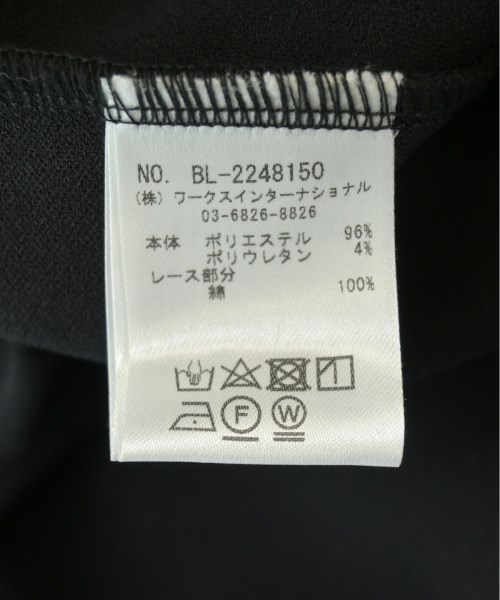 NO. BL-2248150
(株) ワークスインターナショナル
03-6826-8826
本体 ポリエステル 96%
ポリウレタン 4%
レース部分
綿 100%
F W